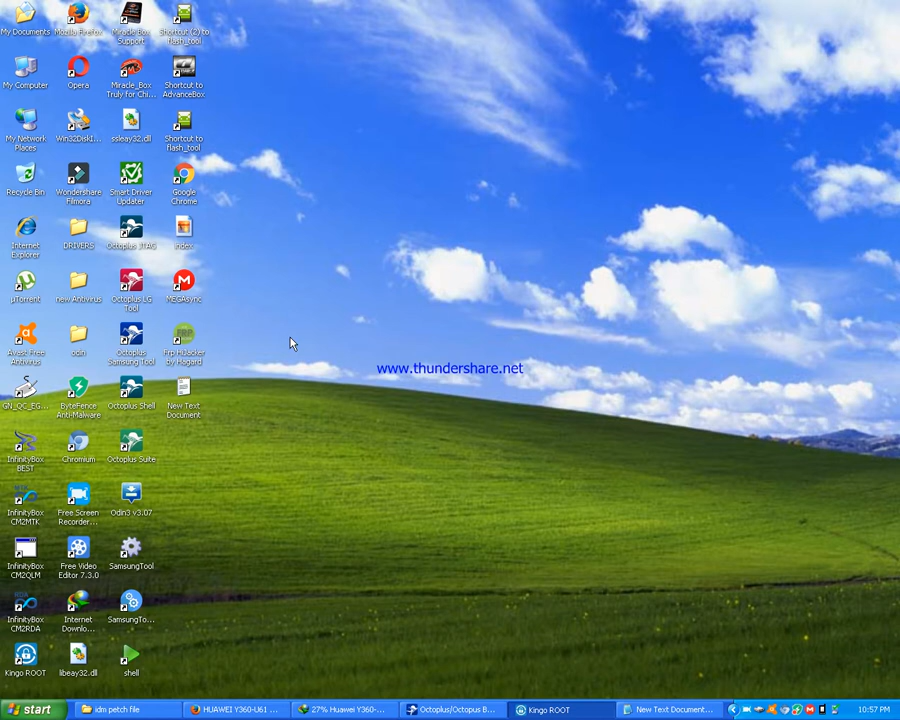 My Documents
Mozilla Firefox
Miracle Box
Support
Shortcut (2) to
flash_tool
My Computer
Opera
Miracle_Box
Truly for Chi...
Shortcut to
AdvanceBox
My Network
Places
Win32DiskI...
ssleay32.dll
Shortcut to
flash_tool
Recycle Bin
Wondershare
Filmora
Smart Driver
Updater
Google
Chrome
Internet
Explorer
DRIVERS
Octoplus JTAG
index
µTorrent
new Antivirus
Octoplus LG
Tool
MEGAsync
Avast Free
Antivirus
odin
Octoplus
Samsung Tool
FRP
Frp HiJacker
by Hagard
www.thundershare.net
GN_QC_EG...
ByteFence
Anti-Malware
Octoplus Shell
New Text
Document
InfinityBox
BEST
Chromium
Octoplus Suite
InfinityBox
CM2MTK
Free Screen
Recorder...
Odin3 v3.07
InfinityBox
CM2QLM
Free Video
Editor 7.3.0
SamsungTool
RDA
InfinityBox
CM2RDA
Internet
Downlo...
SamsungTo...
Kingo ROOT
libeay32.dll
shell
start
idm petch file
HUAWEI Y360-U61 ...
27% Huawei Y360-...
Octoplus/Octopus B...
Kingo ROOT
New Text Document...
10:57 PM